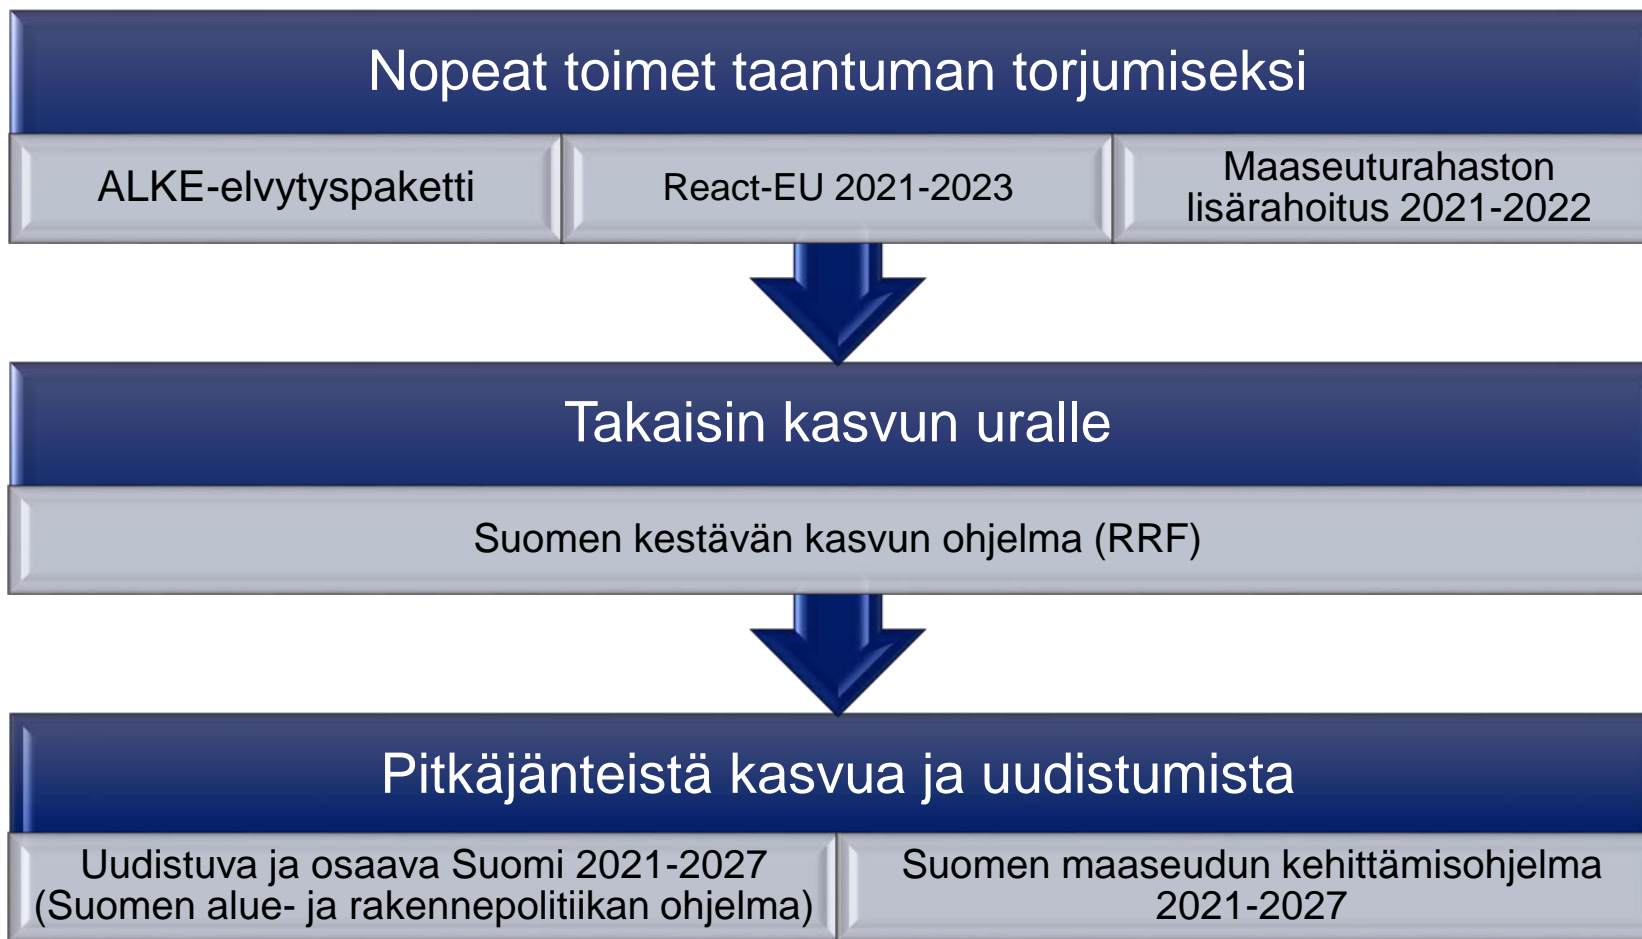 Nopeat toimet taantuman torjumiseksi
ALKE-elvytyspaketti
React-EU 2021-2023
Maaseuturahaston
lisärahoitus 2021-2022
Takaisin kasvun uralle
Suomen kestävän kasvun ohjelma (RRF)
Pitkäjänteistä kasvua ja uudistumista
Uudistuva ja osaava Suomi 2021-2027
(Suomen alue- ja rakennepolitiikan ohjelma)
Suomen maaseudun kehittämisohjelma
2021-2027